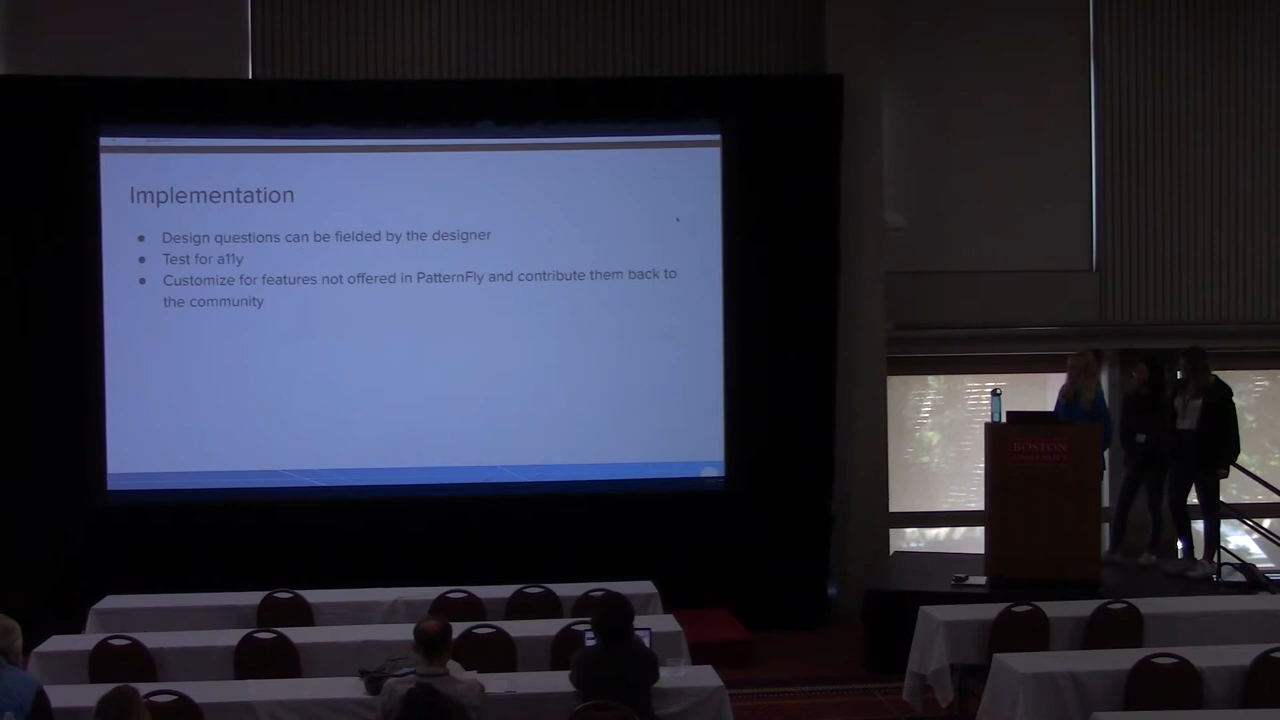 Implementation
● Design questions can be fielded by the designer
● Test for a11y
● Customize for features not offered in PatternFly and contribute them back to
the community
BOSTON
UNIVERSITY